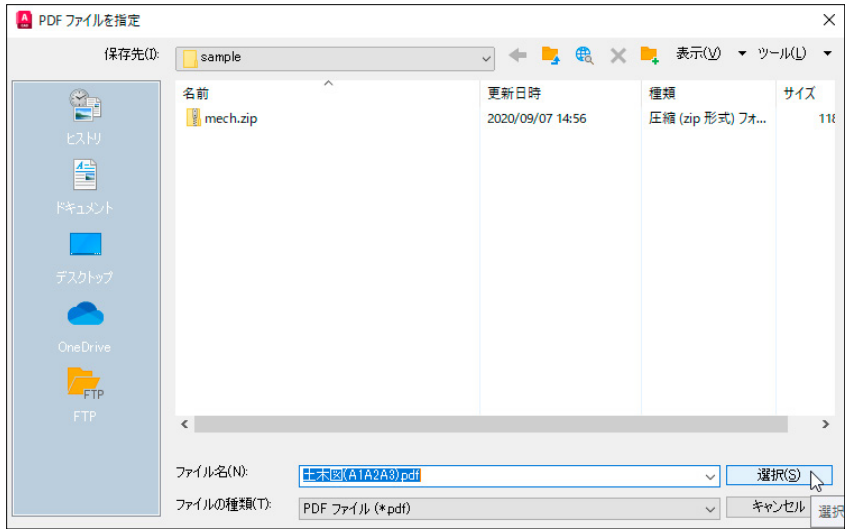 PDF ファイルを指定
保存先(I):
sample
表示(V)
ツール(L)
名前
更新日時
種類
サイズ
mech.zip
2020/09/07 14:56
圧縮 (zip 形式) フォ...
118
ヒストリ
ドキュメント
デスクトップ
OneDrive
FTP
FTP
ファイル名(N):
土木図(A1A2A3).pdf
選択(S)
ファイルの種類(T):
PDF ファイル (*pdf)
キャンセル
選択